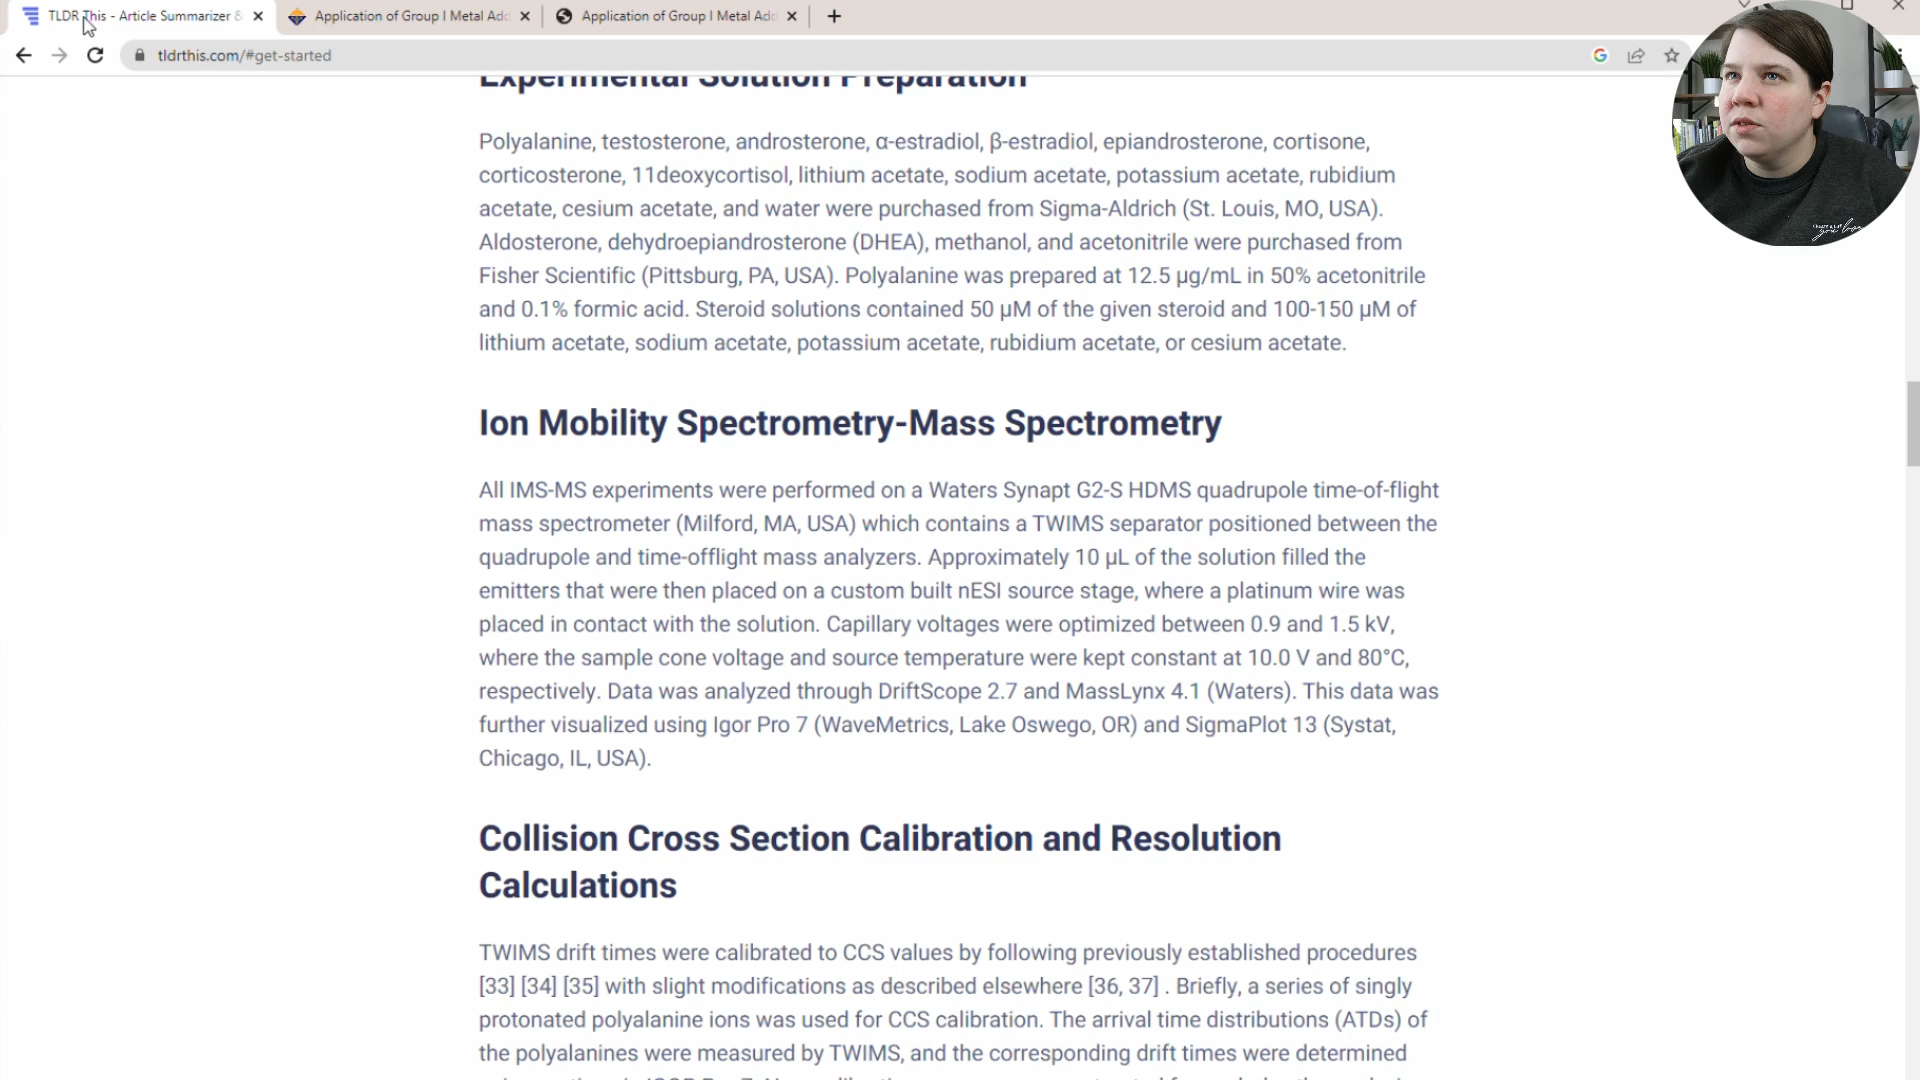 TLDR This - Article Summarizer &
Application of Group I Metal Add
Application of Group I Metal Add
tldrthis.com/#get-started
Experimental Solution Preparation
Polyalanine, testosterone, androsterone, α-estradiol, β-estradiol, epiandrosterone, cortisone,
corticosterone, 11deoxycortisol, lithium acetate, sodium acetate, potassium acetate, rubidium
acetate, cesium acetate, and water were purchased from Sigma-Aldrich (St. Louis, MO, USA).
Aldosterone, dehydroepiandrosterone (DHEA), methanol, and acetonitrile were purchased from
Fisher Scientific (Pittsburg, PA, USA). Polyalanine was prepared at 12.5 μg/mL in 50% acetonitrile
and 0.1% formic acid. Steroid solutions contained 50 μM of the given steroid and 100-150 μM of
lithium acetate, sodium acetate, potassium acetate, rubidium acetate, or cesium acetate.
Ion Mobility Spectrometry-Mass Spectrometry
All IMS-MS experiments were performed on a Waters Synapt G2-S HDMS quadrupole time-of-flight
mass spectrometer (Milford, MA, USA) which contains a TWIMS separator positioned between the
quadrupole and time-offlight mass analyzers. Approximately 10 μL of the solution filled the
emitters that were then placed on a custom built nESI source stage, where a platinum wire was
placed in contact with the solution. Capillary voltages were optimized between 0.9 and 1.5 kV,
where the sample cone voltage and source temperature were kept constant at 10.0 V and 80°C,
respectively. Data was analyzed through DriftScope 2.7 and MassLynx 4.1 (Waters). This data was
further visualized using Igor Pro 7 (WaveMetrics, Lake Oswego, OR) and SigmaPlot 13 (Systat,
Chicago, IL, USA).
Collision Cross Section Calibration and Resolution
Calculations
TWIMS drift times were calibrated to CCS values by following previously established procedures
[33] [34] [35] with slight modifications as described elsewhere [36, 37] . Briefly, a series of singly
protonated polyalanine ions was used for CCS calibration. The arrival time distributions (ATDs) of
the polyalanines were measured by TWIMS, and the corresponding drift times were determined